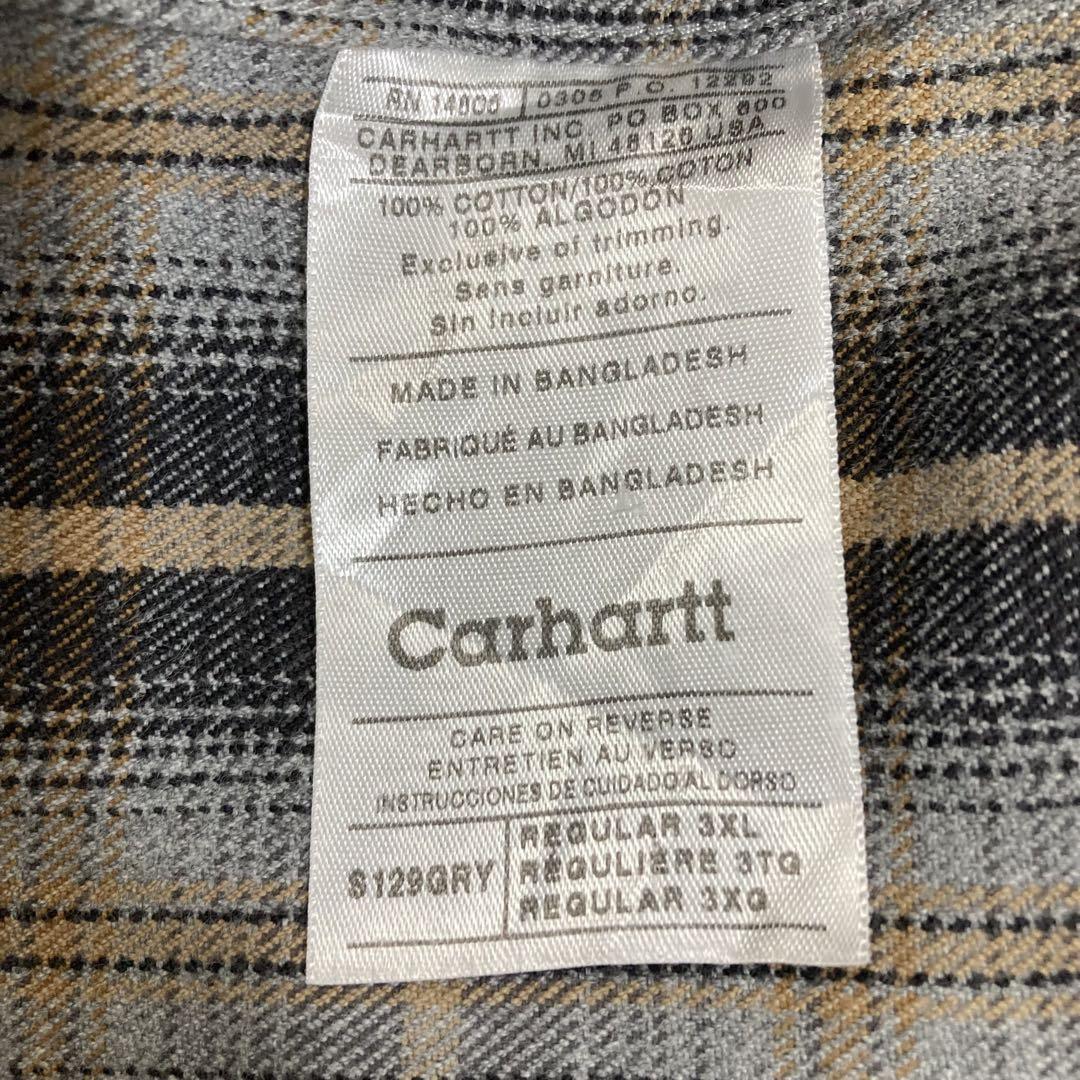 RN 14806 0305 P.O. 12292
CARHARTT INC. PO BOX 600
DEARBORN, MI 48126 USA
100% COTTON/100% COTON
100% ALGODON
Exclusive of trimming.
Sans garniture.
Sin incluir adorno.
MADE IN BANGLADESH
FABRIQUÉ AU BANGLADESH
HECHO EN BANGLADESH
Carhartt
CARE ON REVERSE
ENTRETIEN AU VERSO
INSTRUCCIONES DE CUIDADO AL DORSO
S129GRY
REGULAR 3XL
RÉGULIÈRE 3TG
REGULAR 3XG